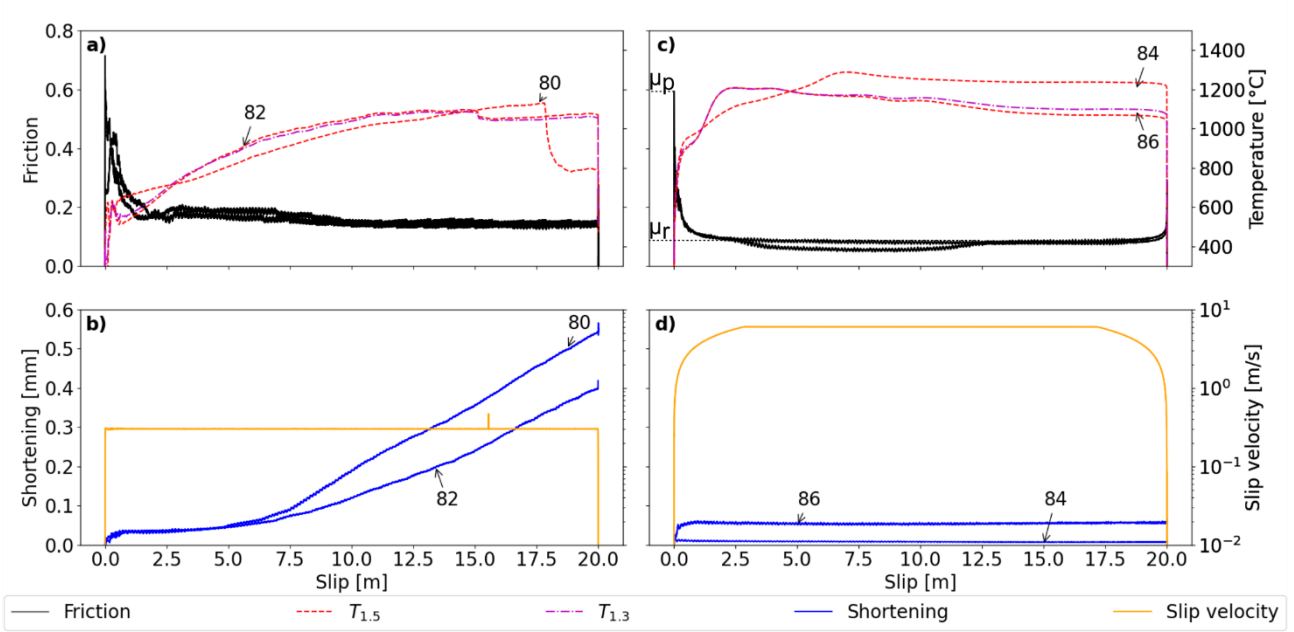 a)
0.8
0.6
0.4
0.2
0.0
Friction
82
80
c)
μp
μr
84
86
1400
1200
1000
800
600
400
Temperature [°C]
b)
0.6
0.5
0.4
0.3
0.2
0.1
0.0
Shortening [mm]
80
82
0.0 2.5 5.0 7.5 10.0 12.5 15.0 17.5 20.0
Slip [m]
d)
86
84
10¹
10⁰
10⁻¹
10⁻²
Slip velocity [m/s]
0.0 2.5 5.0 7.5 10.0 12.5 15.0 17.5 20.0
Slip [m]
Friction T1.5 T1.3 Shortening Slip velocity